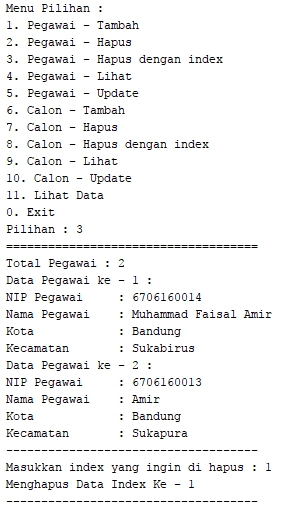 Menu Pilihan :
1. Pegawai - Tambah
2. Pegawai - Hapus
3. Pegawai - Hapus dengan index
4. Pegawai - Lihat
5. Pegawai - Update
6. Calon - Tambah
7. Calon - Hapus
8. Calon - Hapus dengan index
9. Calon - Lihat
10. Calon - Update
11. Lihat Data
0. Exit
Pilihan : 3
====================================
Total Pegawai : 2
Data Pegawai ke - 1 :
NIP Pegawai     : 6706160014
Nama Pegawai    : Muhammad Faisal Amir
Kota            : Bandung
Kecamatan       : Sukabirus
Data Pegawai ke - 2 :
NIP Pegawai     : 6706160013
Nama Pegawai    : Amir
Kota            : Bandung
Kecamatan       : Sukapura
------------------------------------
Masukkan index yang ingin di hapus : 1
Menghapus Data Index Ke - 1
------------------------------------